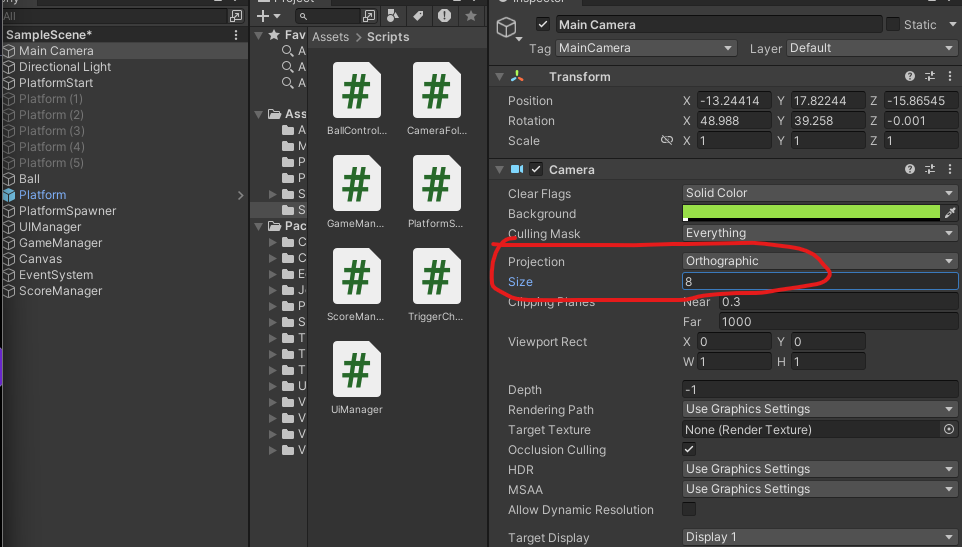 All
SampleScene*
Main Camera
Directional Light
PlatformStart
Platform (1)
Platform (2)
Platform (3)
Platform (4)
Platform (5)
Ball
Platform
PlatformSpawner
UIManager
GameManager
Canvas
EventSystem
ScoreManager
Project
Fav
A
A
A
Ass
A
M
P
P
S
S
Pac
C
C
E
J
P
S
T
T
T
U
V
V
V
V
Assets > Scripts
BallControl...
CameraFol...
GameMan...
PlatformS...
ScoreMan...
TriggerCh...
UiManager
Inspector
Main Camera
Static
Tag MainCamera Layer Default
Transform
Position X -13.24414 Y 17.82244 Z -15.86545
Rotation X 48.988 Y 39.258 Z -0.001
Scale X 1 Y 1 Z 1
Camera
Clear Flags Solid Color
Background
Culling Mask Everything
Projection Orthographic
Size 8
Clipping Planes Near 0.3
Far 1000
Viewport Rect X 0 Y 0
W 1 H 1
Depth -1
Rendering Path Use Graphics Settings
Target Texture None (Render Texture)
Occlusion Culling
HDR Use Graphics Settings
MSAA Use Graphics Settings
Allow Dynamic Resolution
Target Display Display 1